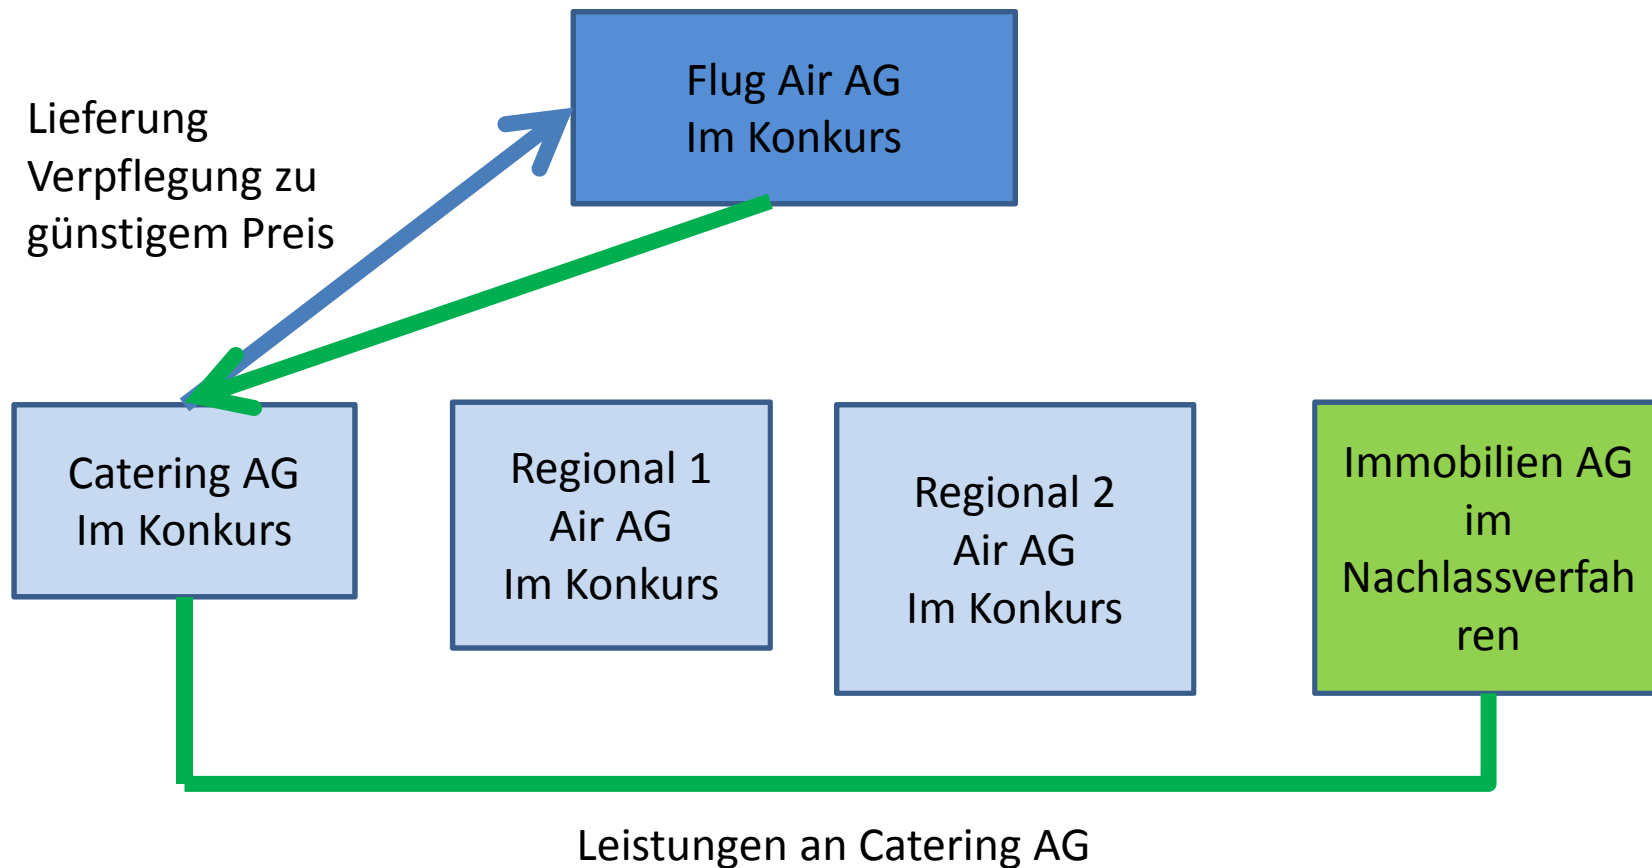 Flug Air AG
Im Konkurs
Lieferung
Verpflegung zu
günstigem Preis
Catering AG
Im Konkurs
Regional 1
Air AG
Im Konkurs
Regional 2
Air AG
Im Konkurs
Immobilien AG
im
Nachlassverfah
ren
Leistungen an Catering AG